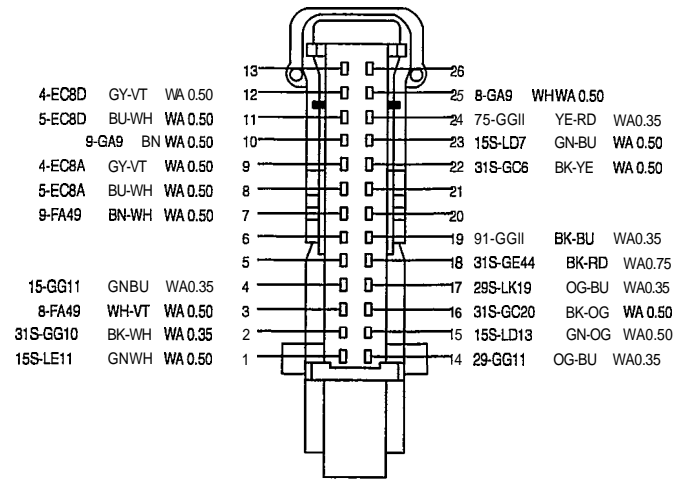 13 26
4-EC8D GY-VT WA 0.50 12 25 8-GA9 WH WA 0.50
5-EC8D BU-WH WA 0.50 11 24 75-GGII YE-RD WA0.35
9-GA9 BN WA 0.50 10 23 15S-LD7 GN-BU WA 0.50
4-EC8A GY-VT WA 0.50 9 22 31S-GC6 BK-YE WA 0.50
5-EC8A BU-WH WA 0.50 8 21
9-FA49 BN-WH WA 0.50 7 20
6 19 91-GGII BK-BU WA0.35
5 18 31S-GE44 BK-RD WA0.75
15-GG11 GNBU WA0.35 4 17 29S-LK19 OG-BU WA0.35
8-FA49 WH-VT WA 0.50 3 16 31S-GC20 BK-OG WA 0.50
31S-GG10 BK-WH WA 0.35 2 15 15S-LD13 GN-OG WA0.50
15S-LE11 GNWH WA 0.50 1 14 29-GG11 OG-BU WA0.35